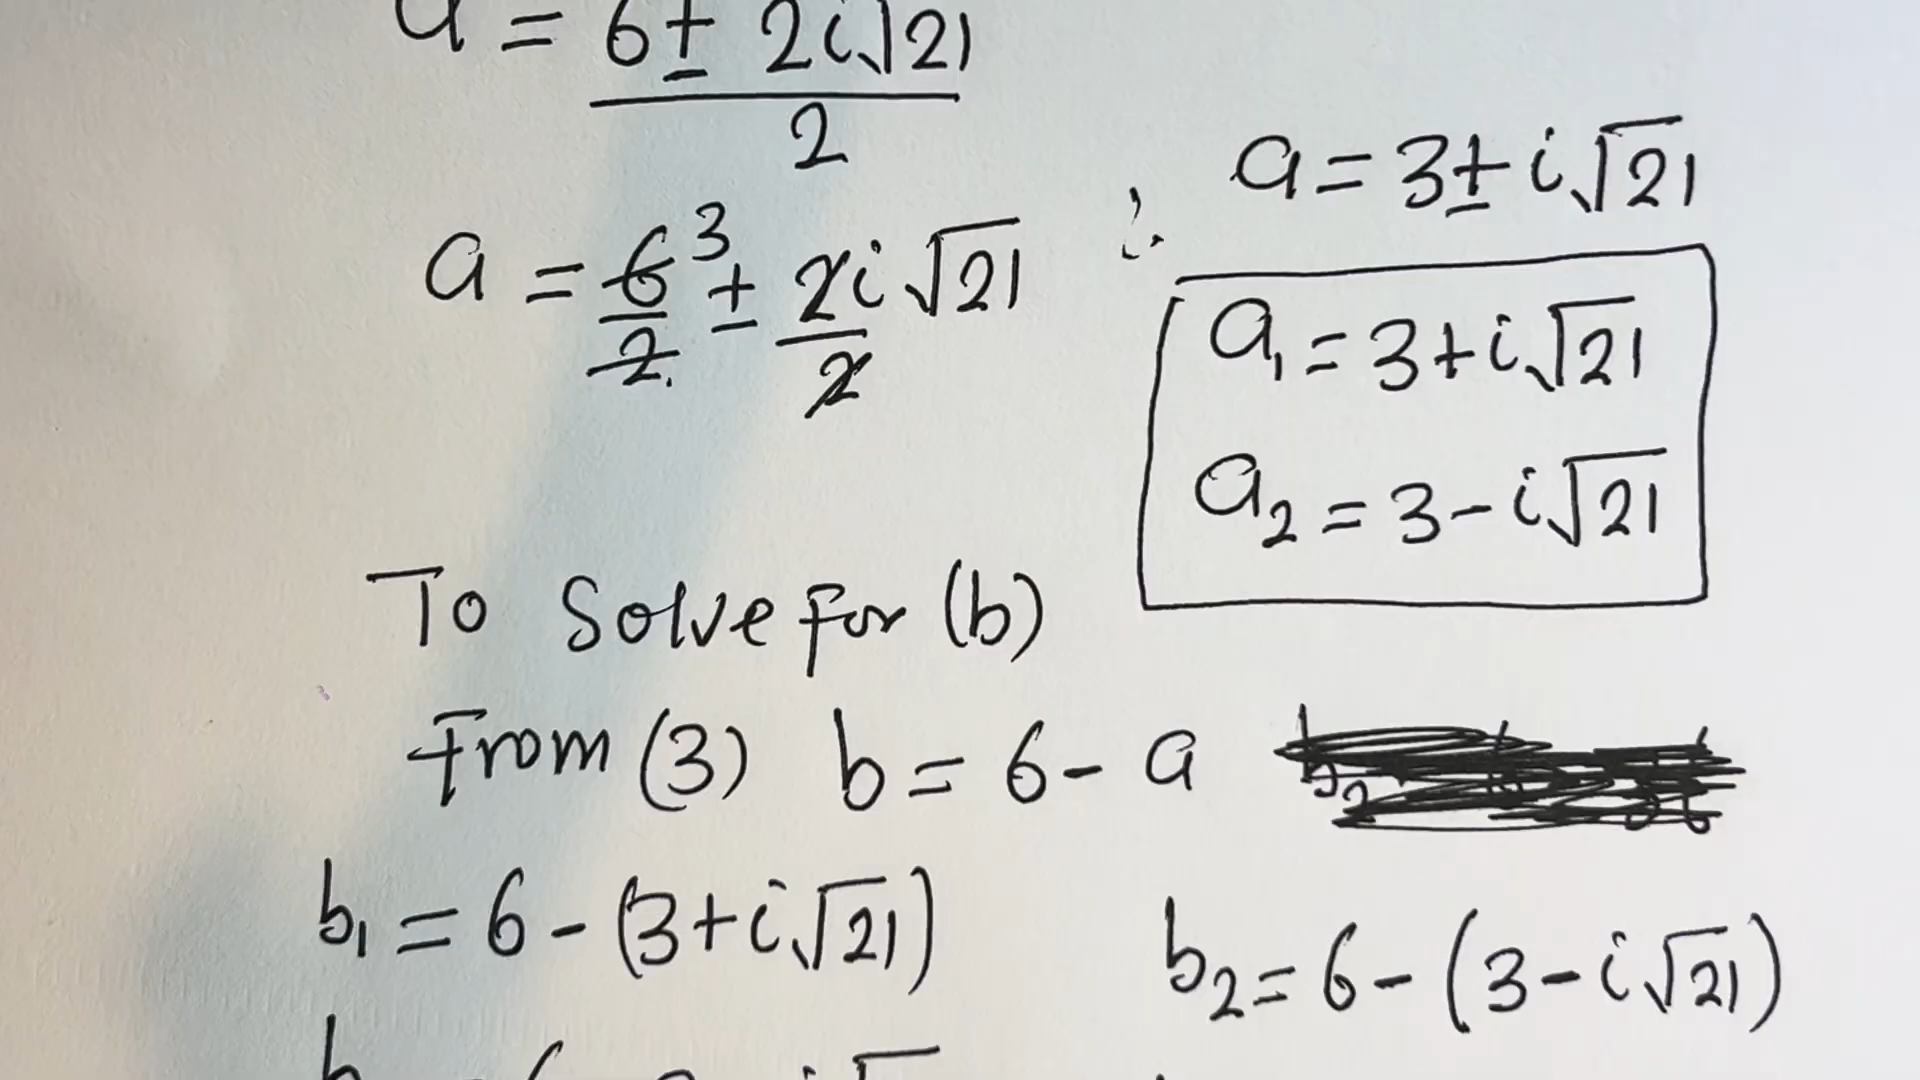 a = 6 ± 2i√21
2
a = 6/2 3 ± 2i√21
2
∴ a = 3 ± i√21
a₁ = 3 + i√21
a₂ = 3 - i√21
To Solve for (b)
From (3) b = 6 - a
b₁ = 6 - (3 + i√21)
b₂ = 6 - (3 - i√21)